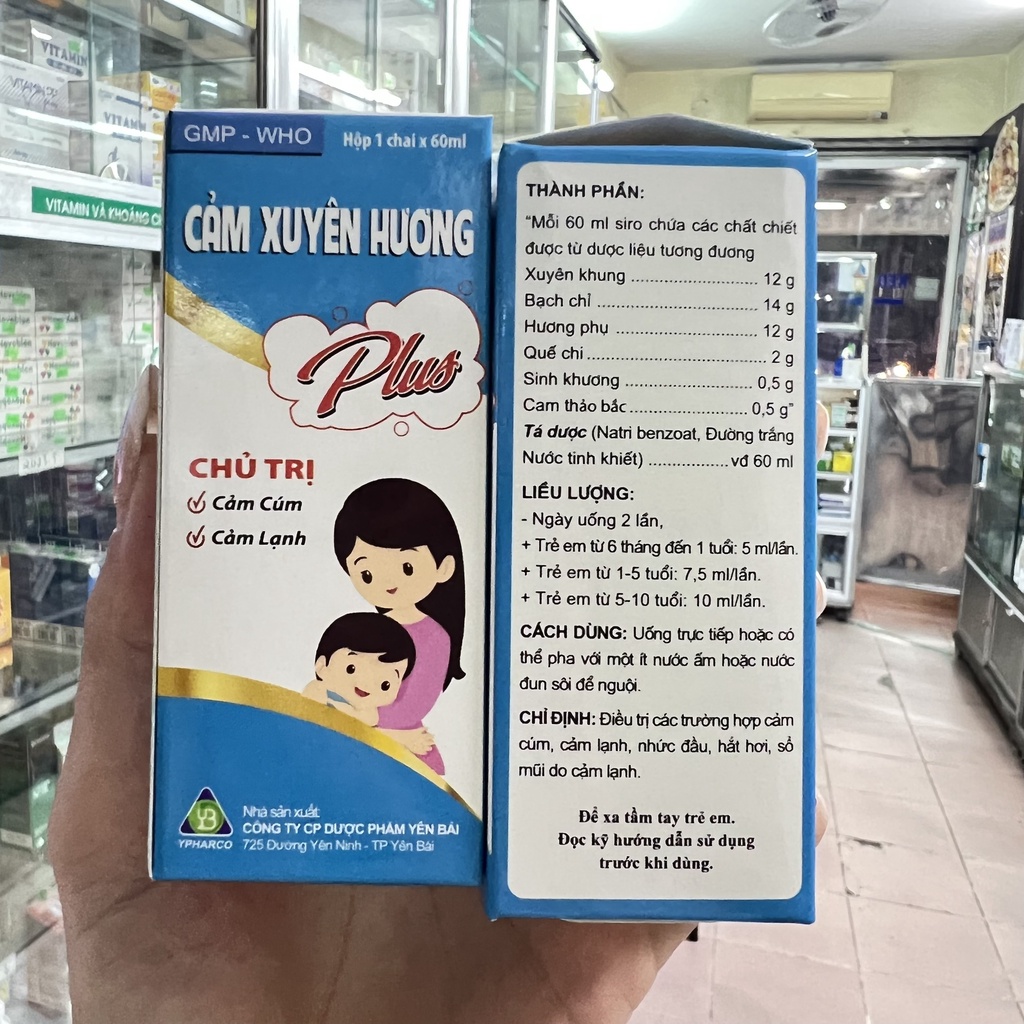 GMP - WHO
Hộp 1 chai x 60ml
CẢM XUYÊN HƯƠNG
Plus
CHỦ TRỊ
Cảm Cúm
Cảm Lạnh
YPHARCO
Nhà sản xuất:
CÔNG TY CP DƯỢC PHẨM YÊN BÁI
725 Đường Yên Ninh - TP Yên Bái
THÀNH PHẦN:
"Mỗi 60 ml siro chứa các chất chiết
được từ dược liệu tương đương
Xuyên khung ............................ 12 g
Bạch chỉ ................................... 14 g
Hương phụ ............................... 12 g
Quế chi ....................................... 2 g
Sinh khương ............................ 0,5 g
Cam thảo bắc .......................... 0,5 g"
Tá dược (Natri benzoat, Đường trắng
Nước tinh khiết) ................. vđ 60 ml
LIỀU LƯỢNG:
- Ngày uống 2 lần,
+ Trẻ em từ 6 tháng đến 1 tuổi: 5 ml/lần.
+ Trẻ em từ 1-5 tuổi: 7,5 ml/lần.
+ Trẻ em từ 5-10 tuổi: 10 ml/lần.
CÁCH DÙNG: Uống trực tiếp hoặc có
thể pha với một ít nước ấm hoặc nước
đun sôi để nguội.
CHỈ ĐỊNH: Điều trị các trường hợp cảm
cúm, cảm lạnh, nhức đầu, hắt hơi, sổ
mũi do cảm lạnh.
Để xa tầm tay trẻ em.
Đọc kỹ hướng dẫn sử dụng
trước khi dùng.
VITAMIN
VITAMIN VÀ KHOÁNG